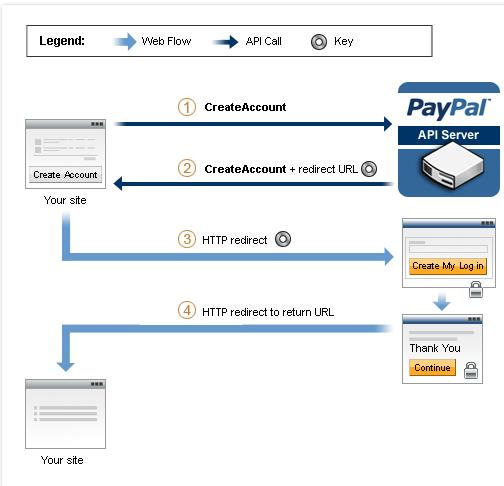 Legend: Web Flow API Call Key
1 CreateAccount
PayPal™
API Server
2 CreateAccount + redirect URL
Create Account
Your site
3 HTTP redirect
Create My Log in
4 HTTP redirect to return URL
Thank You
Continue
Your site